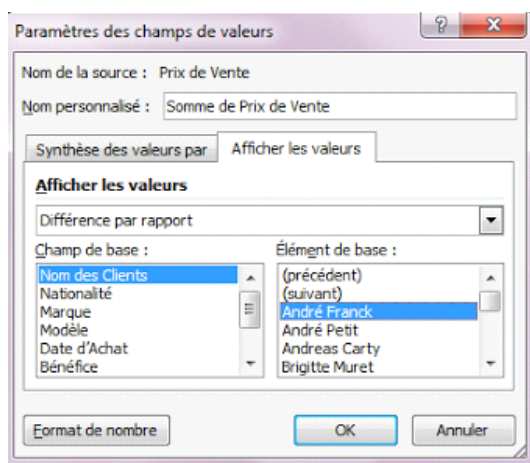 Paramètres des champs de valeurs
Nom de la source : Prix de Vente
Nom personnalisé : Somme de Prix de Vente
Synthèse des valeurs par Afficher les valeurs
Afficher les valeurs
Différence par rapport
Champ de base : Élément de base :
Nom des Clients (précédent)
Nationalité (suivant)
Marque André Franck
Modèle André Petit
Date d'Achat Andreas Carty
Bénéfice Brigitte Muret
Format de nombre OK Annuler